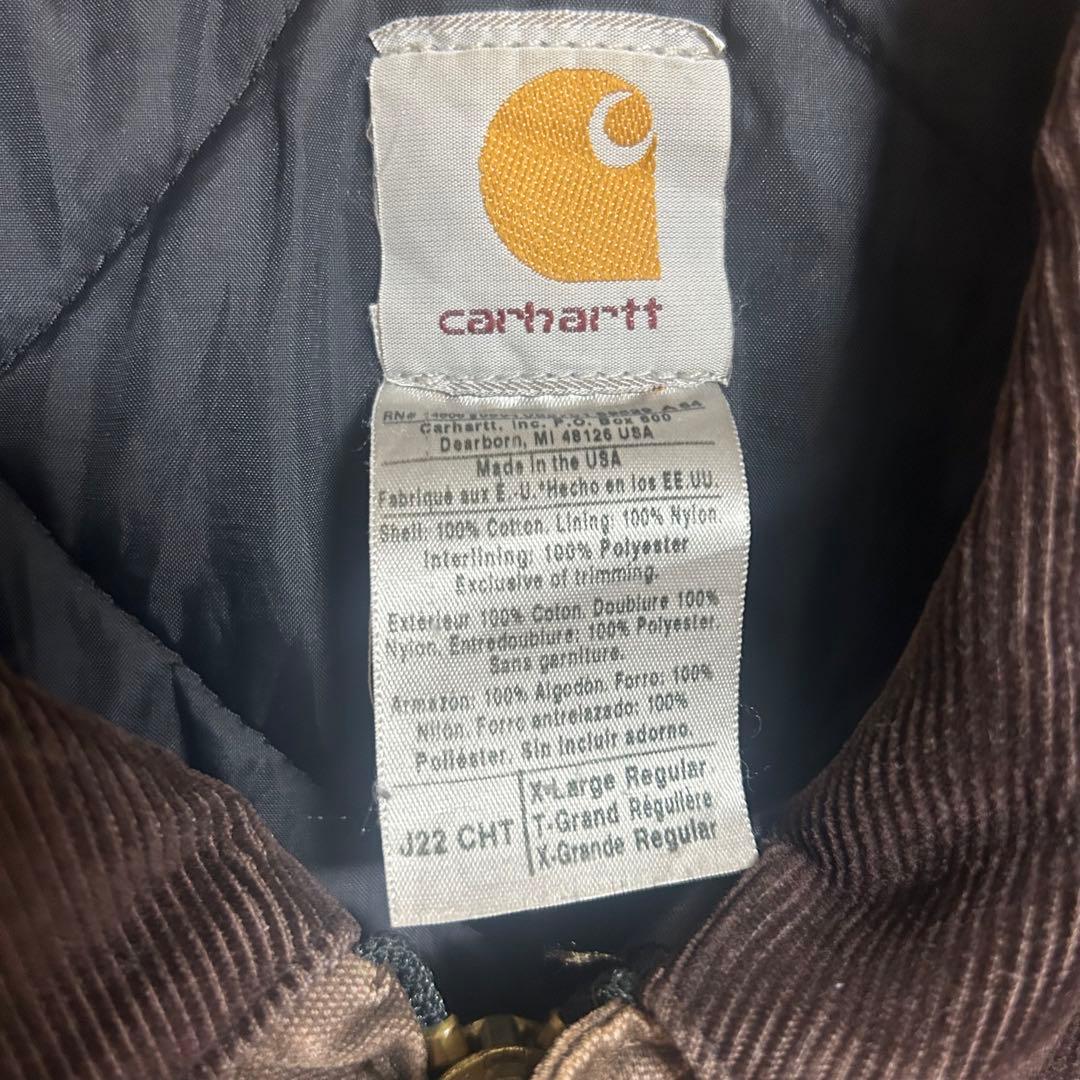 carhartt
RN# 14806
Carhartt, Inc. P.O. Box 600
Dearborn, MI 48126 USA
Made in the USA
Fabriqué aux E.-U.*Hecho en los EE.UU.
Shell: 100% Cotton. Lining: 100% Nylon.
Interlining: 100% Polyester
Exclusive of trimming.
Extérieur 100% Coton. Doublure 100%
Nylon. Entredoublure: 100% Polyester.
Sans garniture.
Armazón: 100% Algodón. Forro: 100%
Nilón. Forro entrelazado: 100%
Poliéster. Sin incluir adorno.
J22 CHT
X-Large Regular
T-Grand Régulière
X-Grande Regular